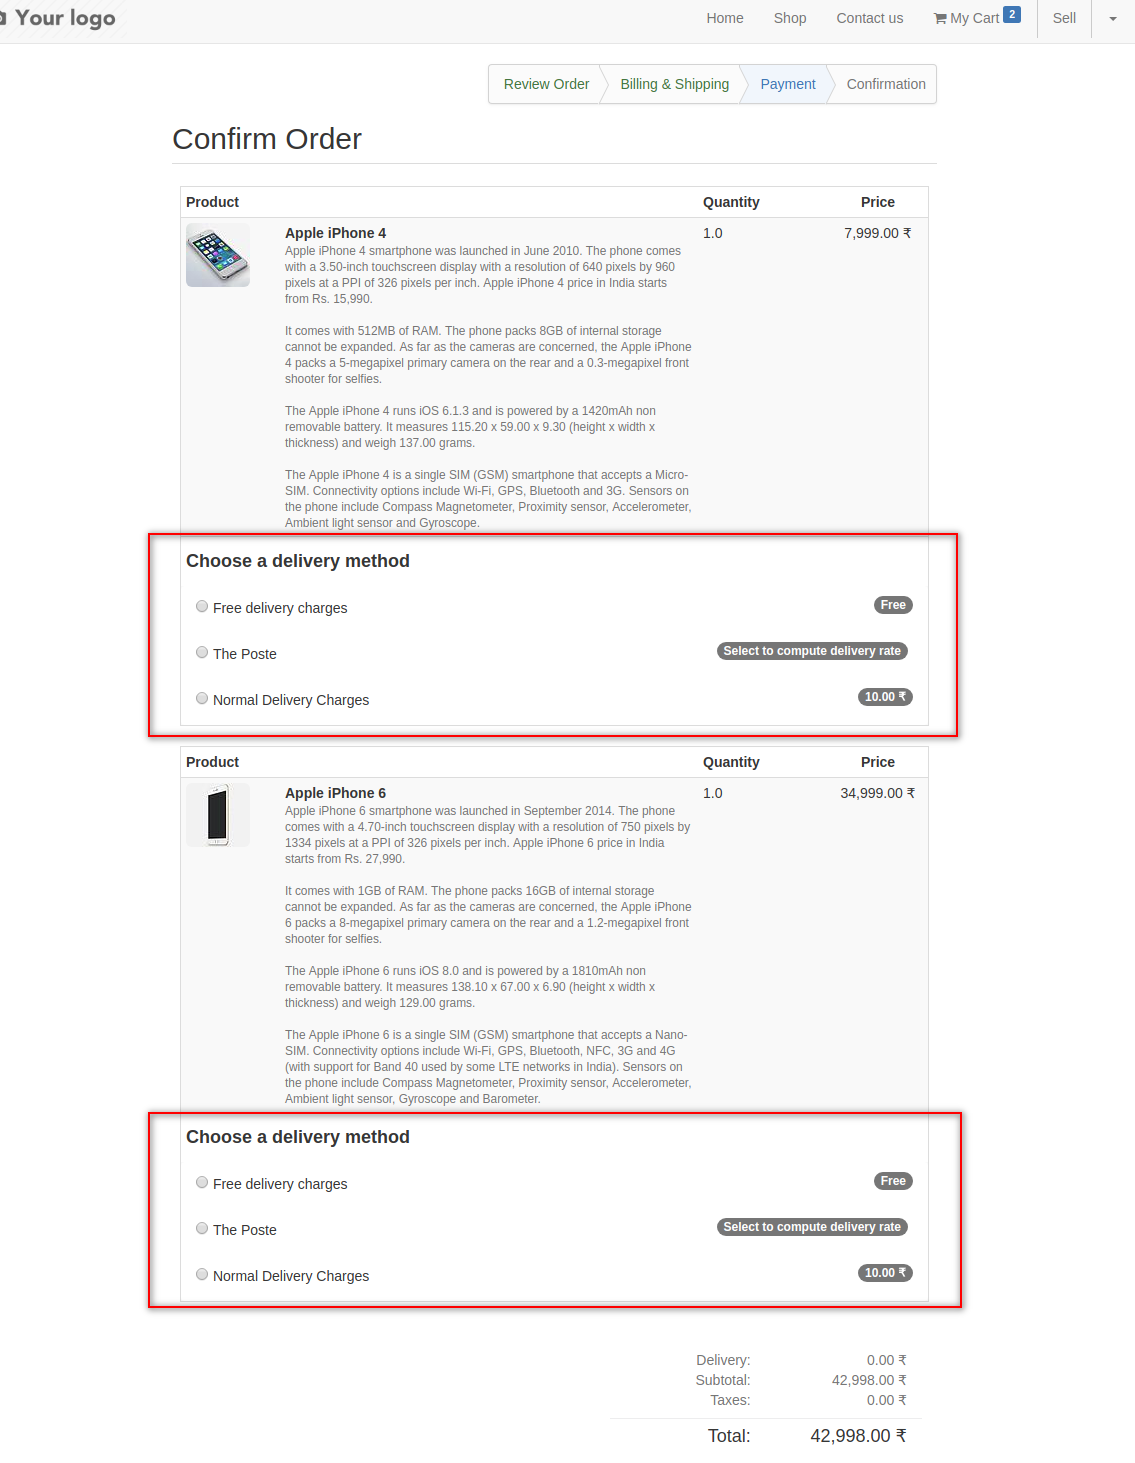 Your logo
Home Shop Contact us My Cart 2 Sell
Review Order Billing & Shipping Payment Confirmation
Confirm Order
Product Quantity Price
Apple iPhone 4 1.0 7,999.00 ₹
Apple iPhone 4 smartphone was launched in June 2010. The phone comes
with a 3.50-inch touchscreen display with a resolution of 640 pixels by 960
pixels at a PPI of 326 pixels per inch. Apple iPhone 4 price in India starts
from Rs. 15,990.
It comes with 512MB of RAM. The phone packs 8GB of internal storage
cannot be expanded. As far as the cameras are concerned, the Apple iPhone
4 packs a 5-megapixel primary camera on the rear and a 0.3-megapixel front
shooter for selfies.
The Apple iPhone 4 runs iOS 6.1.3 and is powered by a 1420mAh non
removable battery. It measures 115.20 x 59.00 x 9.30 (height x width x
thickness) and weigh 137.00 grams.
The Apple iPhone 4 is a single SIM (GSM) smartphone that accepts a Micro-
SIM. Connectivity options include Wi-Fi, GPS, Bluetooth and 3G. Sensors on
the phone include Compass Magnetometer, Proximity sensor, Accelerometer,
Ambient light sensor and Gyroscope.
Choose a delivery method
Free delivery charges Free
The Poste Select to compute delivery rate
Normal Delivery Charges 10.00 ₹
Product Quantity Price
Apple iPhone 6 1.0 34,999.00 ₹
Apple iPhone 6 smartphone was launched in September 2014. The phone
comes with a 4.70-inch touchscreen display with a resolution of 750 pixels by
1334 pixels at a PPI of 326 pixels per inch. Apple iPhone 6 price in India
starts from Rs. 27,990.
It comes with 1GB of RAM. The phone packs 16GB of internal storage
cannot be expanded. As far as the cameras are concerned, the Apple iPhone
6 packs a 8-megapixel primary camera on the rear and a 1.2-megapixel front
shooter for selfies.
The Apple iPhone 6 runs iOS 8.0 and is powered by a 1810mAh non
removable battery. It measures 138.10 x 67.00 x 6.90 (height x width x
thickness) and weigh 129.00 grams.
The Apple iPhone 6 is a single SIM (GSM) smartphone that accepts a Nano-
SIM. Connectivity options include Wi-Fi, GPS, Bluetooth, NFC, 3G and 4G
(with support for Band 40 used by some LTE networks in India). Sensors on
the phone include Compass Magnetometer, Proximity sensor, Accelerometer,
Ambient light sensor, Gyroscope and Barometer.
Choose a delivery method
Free delivery charges Free
The Poste Select to compute delivery rate
Normal Delivery Charges 10.00 ₹
Delivery: 0.00 ₹
Subtotal: 42,998.00 ₹
Taxes: 0.00 ₹
Total: 42,998.00 ₹